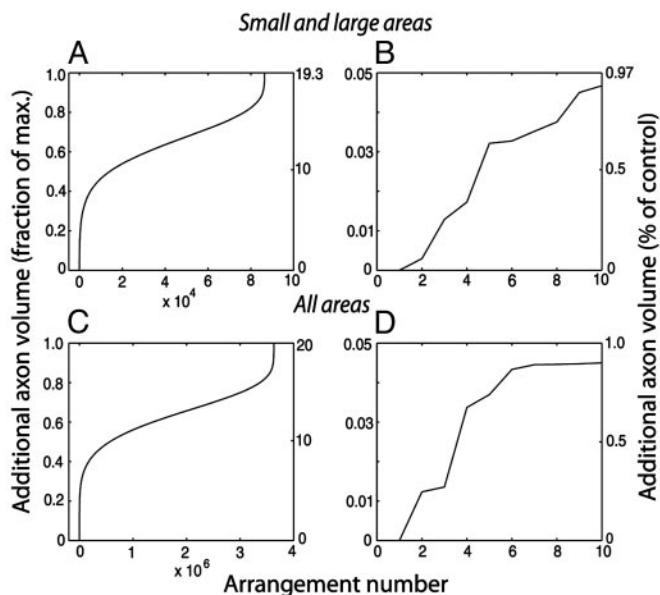 Small and large areas
A
B
1.0
0.8
0.6
0.4
0.2
0
19.3
10
0
0.05
0.03
0.01
0
0.97
0.5
0
0 2 4 6 8 10
x 10⁴
0 2 4 6 8 10
All areas
C
D
1.0
0.8
0.6
0.4
0.2
0
20
10
0
0.05
0.03
0.01
0
1.0
0.5
0
0 1 2 3 4
x 10⁶
0 2 4 6 8 10
Additional axon volume (fraction of max.)
Additional axon volume (% of control)
Arrangement number